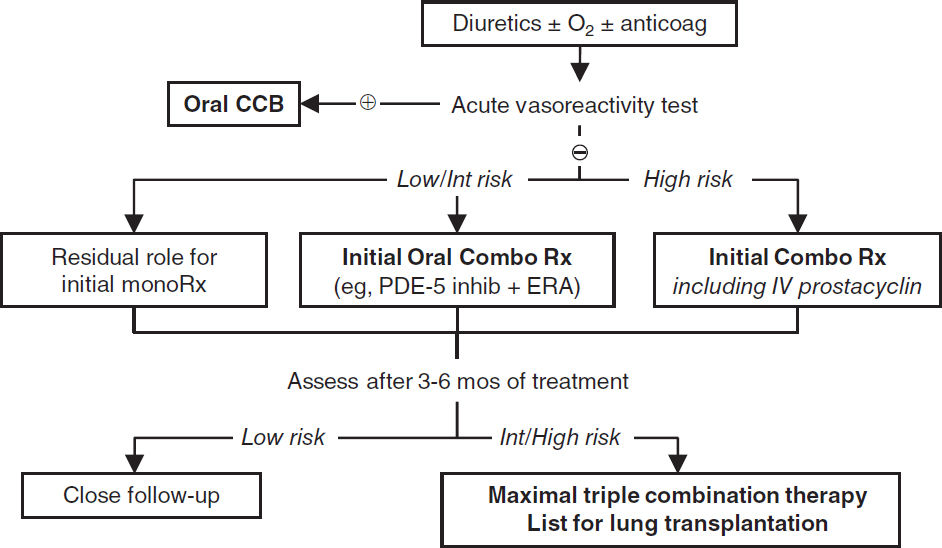 Diuretics ± O₂ ± anticoag
Oral CCB
⊕
Acute vasoreactivity test
⊖
Low/Int risk
High risk
Residual role for
initial monoRx
Initial Oral Combo Rx
(eg, PDE-5 inhib + ERA)
Initial Combo Rx
including IV prostacyclin
Assess after 3-6 mos of treatment
Low risk
Int/High risk
Close follow-up
Maximal triple combination therapy
List for lung transplantation